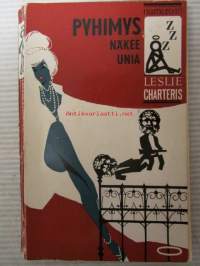 PYHIMYS
NÄKEE
UNIA
Z
Z
Z
LESLIE
CHARTERIS
antikvariaatti.net